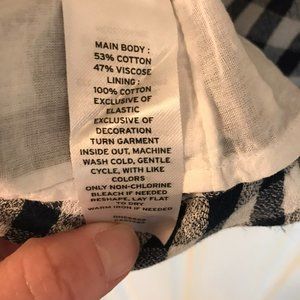 MAIN BODY :
53% COTTON
47% VISCOSE
LINING :
100% COTTON
EXCLUSIVE OF
ELASTIC
EXCLUSIVE OF
DECORATION
TURN GARMENT
INSIDE OUT, MACHINE
WASH COLD, GENTLE
CYCLE, WITH LIKE
COLORS
ONLY NON-CHLORINE
BLEACH IF NEEDED
RESHAPE, LAY FLAT
TO DRY
WARM IRON IF NEEDED